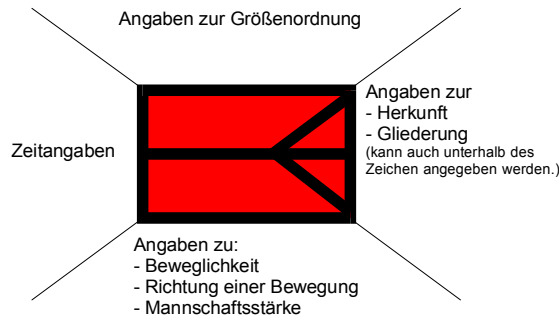 Angaben zur Größenordnung
Zeitangaben
Angaben zur
- Herkunft
- Gliederung
(kann auch unterhalb des
Zeichen angegeben werden.)
Angaben zu:
- Beweglichkeit
- Richtung einer Bewegung
- Mannschaftsstärke